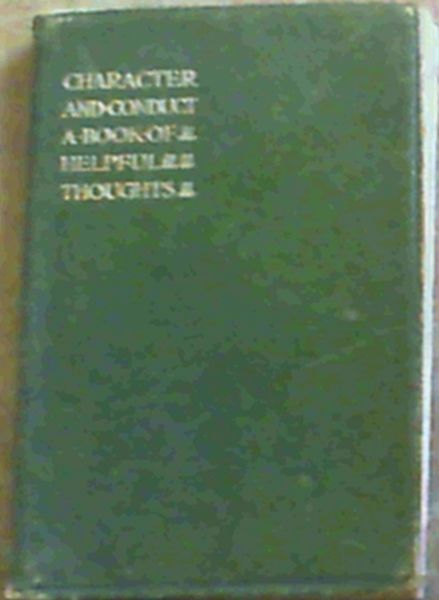 CHARACTER
AND·CONDUCT
A·BOOK·OF
HELPFUL
THOUGHTS